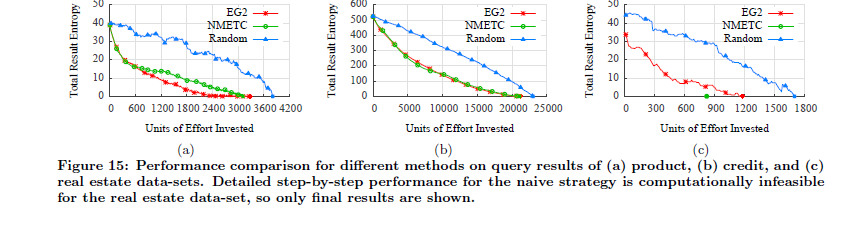 Total Result Entropy
50
40
30
20
10
0
EG2
NMETC
Random
0 600 1200 1800 2400 3000 3600 4200
Units of Effort Invested
(a)
Total Result Entropy
600
500
400
300
200
100
0
EG2
NMETC
Random
0 5000 10000 15000 20000 25000
Units of Effort Invested
(b)
Total Result Entropy
50
40
30
20
10
0
EG2
NMETC
Random
0 300 600 900 1200 1500 1800
Units of Effort Invested
(c)
Figure 15: Performance comparison for different methods on query results of (a) product, (b) credit, and (c)
real estate data-sets. Detailed step-by-step performance for the naive strategy is computationally infeasible
for the real estate data-set, so only final results are shown.